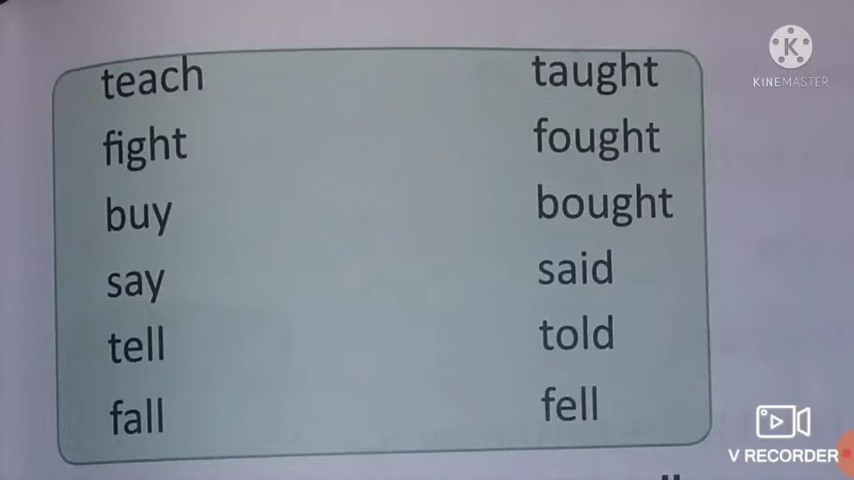 teach taught
fight fought
buy bought
say said
tell told
fall fell
K
KINEMASTER
V RECORDER